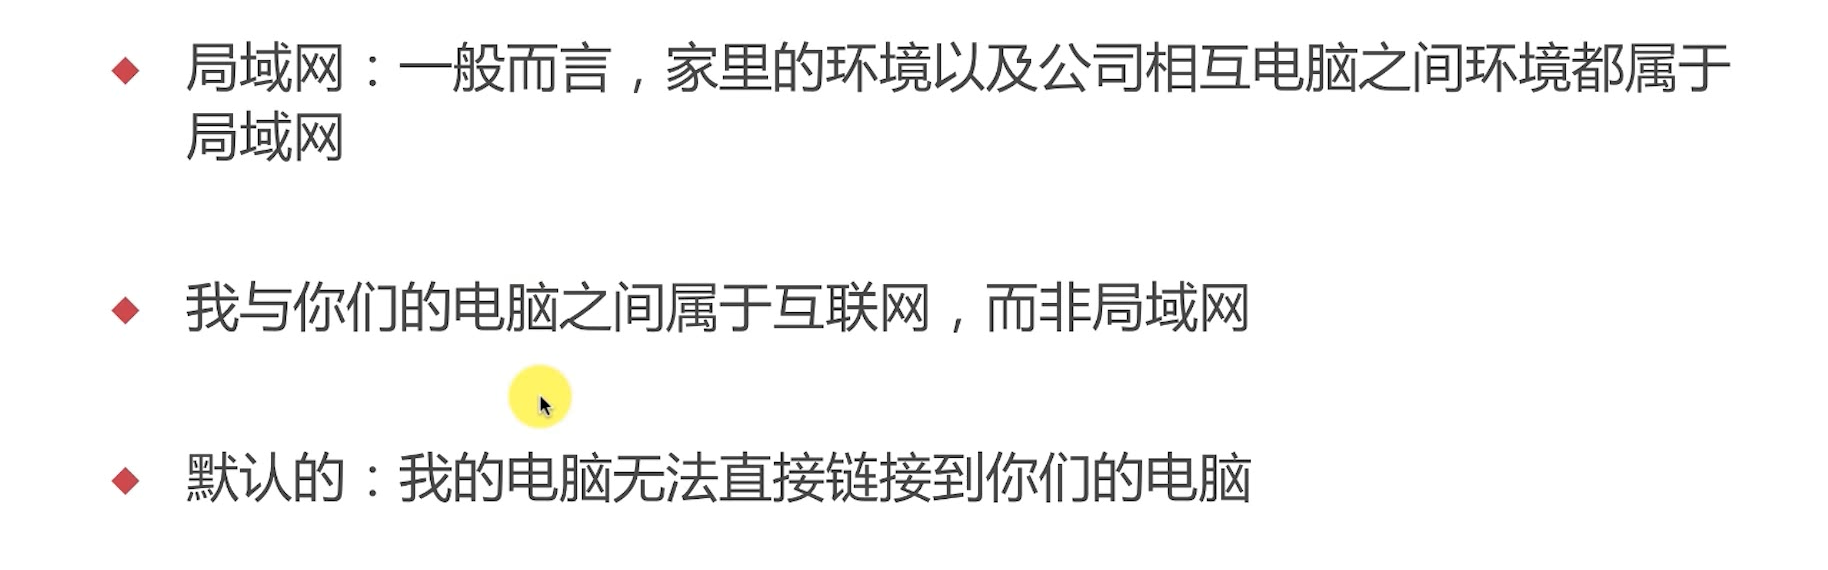 局域网：一般而言，家里的环境以及公司相互电脑之间环境都属于
局域网
我与你们的电脑之间属于互联网，而非局域网
默认的：我的电脑无法直接链接到你们的电脑